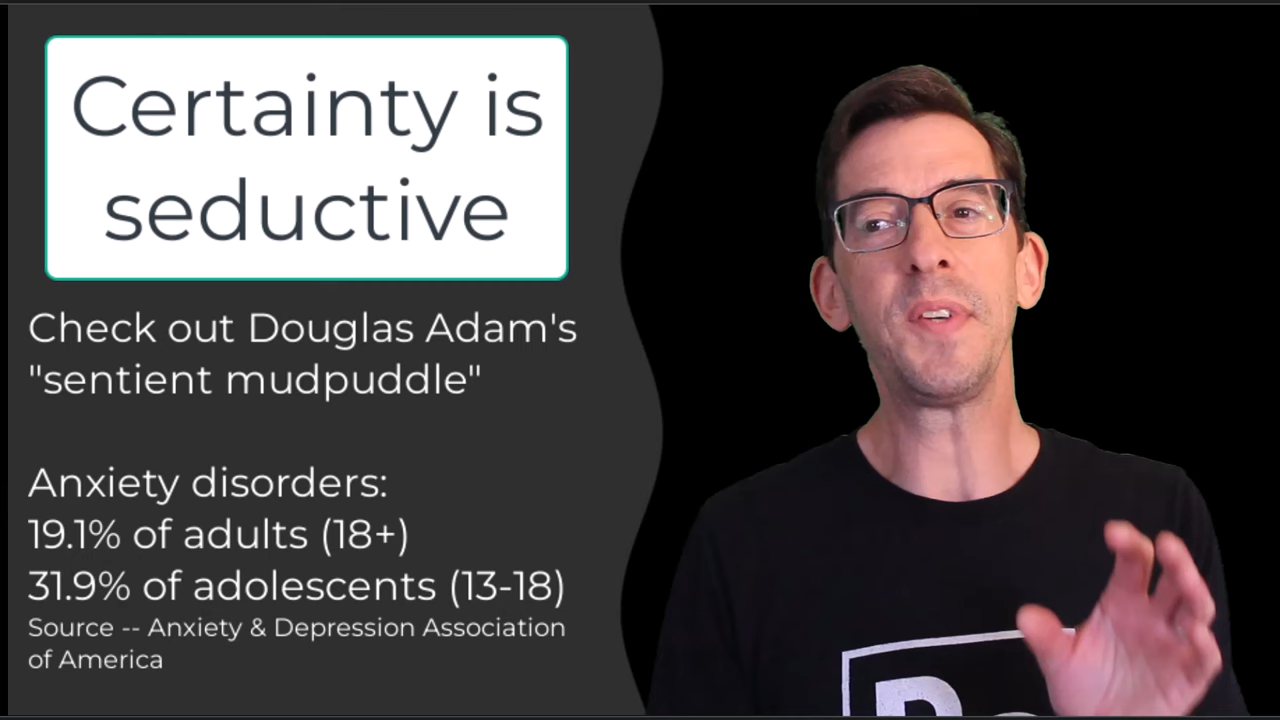 Certainty is
seductive
Check out Douglas Adam's
"sentient mudpuddle"
Anxiety disorders:
19.1% of adults (18+)
31.9% of adolescents (13-18)
Source -- Anxiety & Depression Association
of America